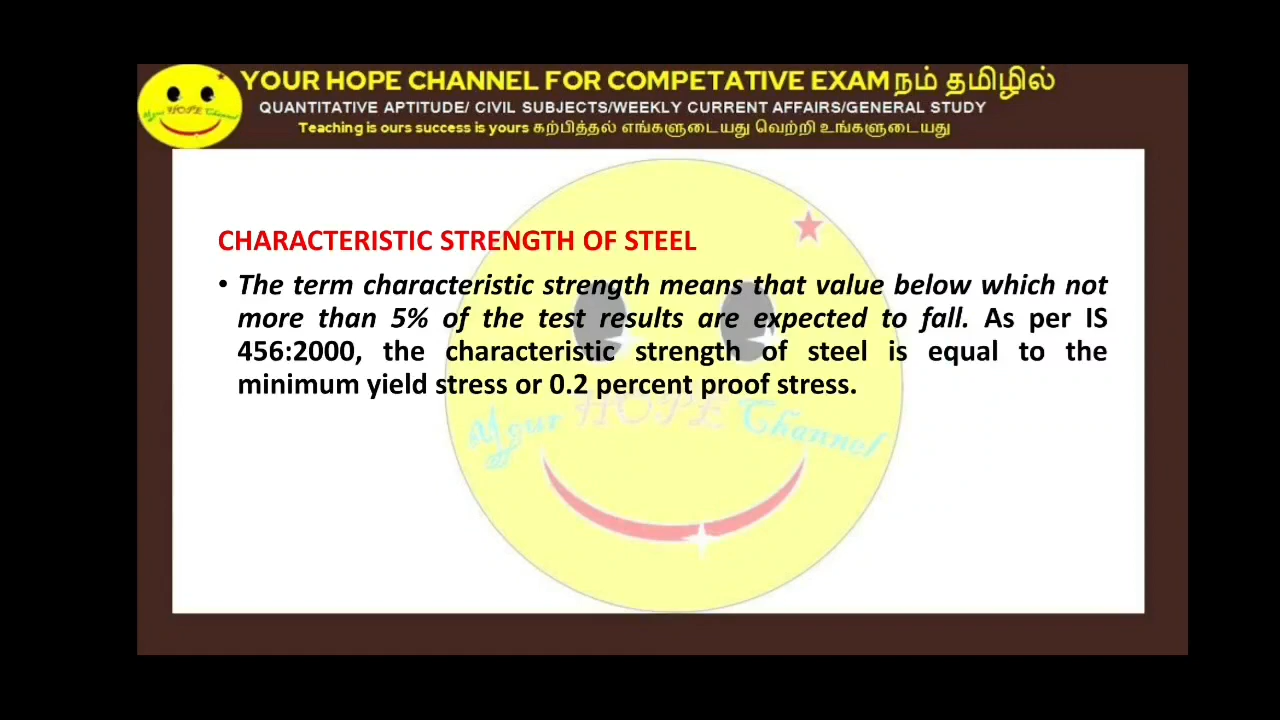 YOUR HOPE CHANNEL FOR COMPETATIVE EXAM நம் தமிழில்
QUANTITATIVE APTITUDE/ CIVIL SUBJECTS/WEEKLY CURRENT AFFAIRS/GENERAL STUDY
Teaching is ours success is yours கற்பித்தல் எங்களுடையது வெற்றி உங்களுடையது
Your HOPE Channel
CHARACTERISTIC STRENGTH OF STEEL
• The term characteristic strength means that value below which not
more than 5% of the test results are expected to fall. As per IS
456:2000, the characteristic strength of steel is equal to the
minimum yield stress or 0.2 percent proof stress.
Your HOPE Channel